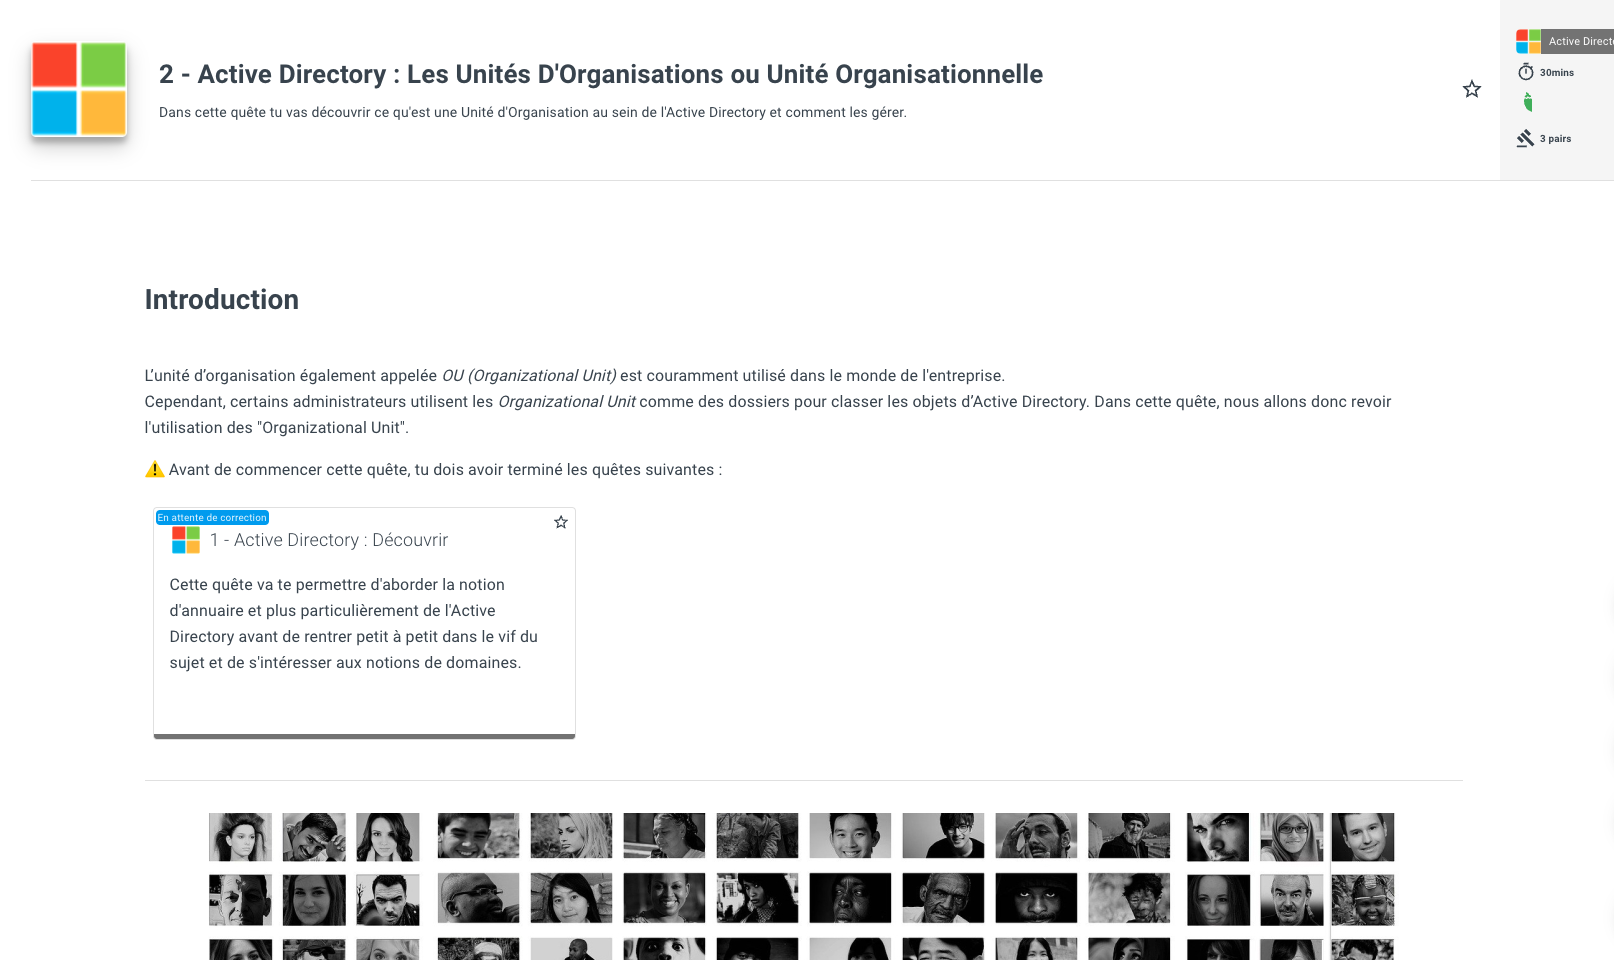 2 - Active Directory : Les Unités D'Organisations ou Unité Organisationnelle
Dans cette quête tu vas découvrir ce qu'est une Unité d'Organisation au sein de l'Active Directory et comment les gérer.
Active
30mins
3 pairs
Introduction
L’unité d’organisation également appelée OU (Organizational Unit) est couramment utilisé dans le monde de l'entreprise.
Cependant, certains administrateurs utilisent les Organizational Unit comme des dossiers pour classer les objets d’Active Directory. Dans cette quête, nous allons donc revoir
l'utilisation des "Organizational Unit".
Avant de commencer cette quête, tu dois avoir terminé les quêtes suivantes :
En attente de correction
1 - Active Directory : Découvrir
Cette quête va te permettre d'aborder la notion
d'annuaire et plus particulièrement de l'Active
Directory avant de rentrer petit à petit dans le vif du
sujet et de s'intéresser aux notions de domaines.